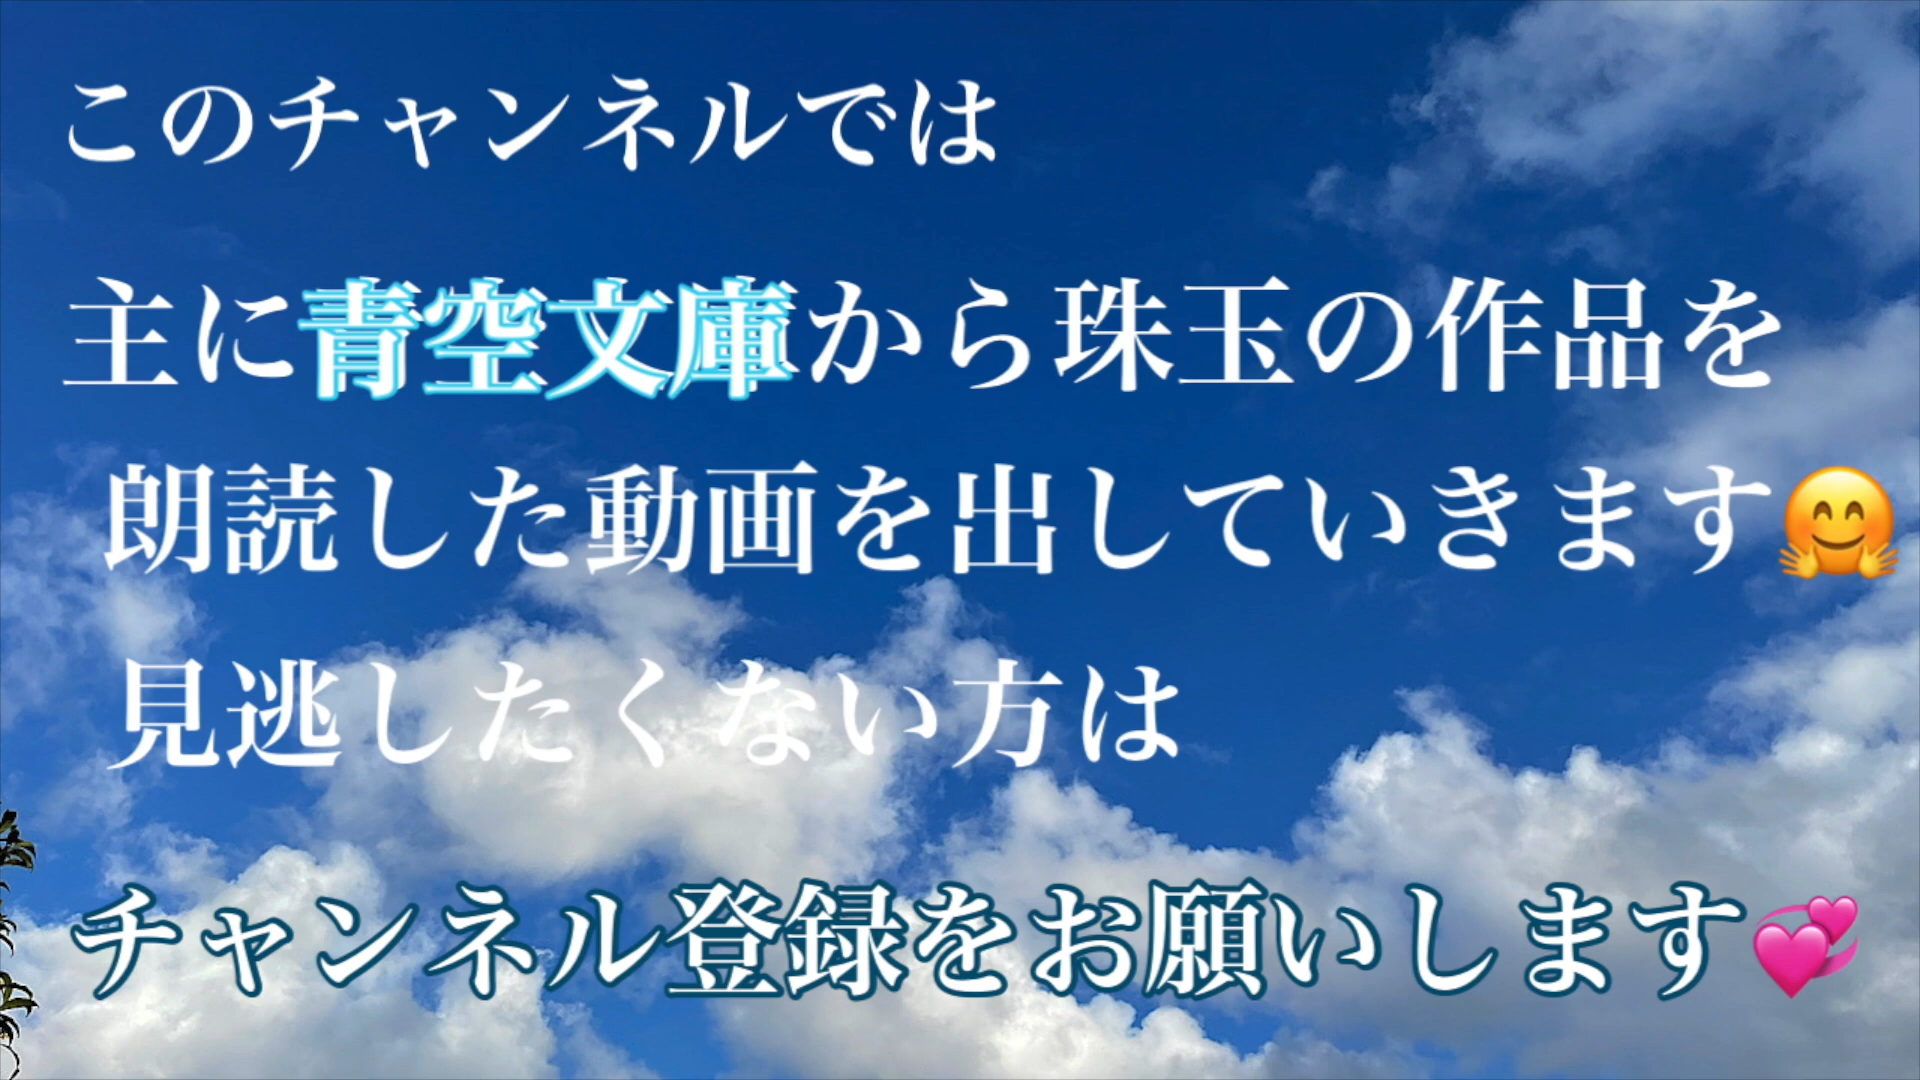 このチャンネルでは
主に青空文庫から珠玉の作品を
朗読した動画を出していきます🤗
見逃したくない方は
チャンネル登録をお願いします💞